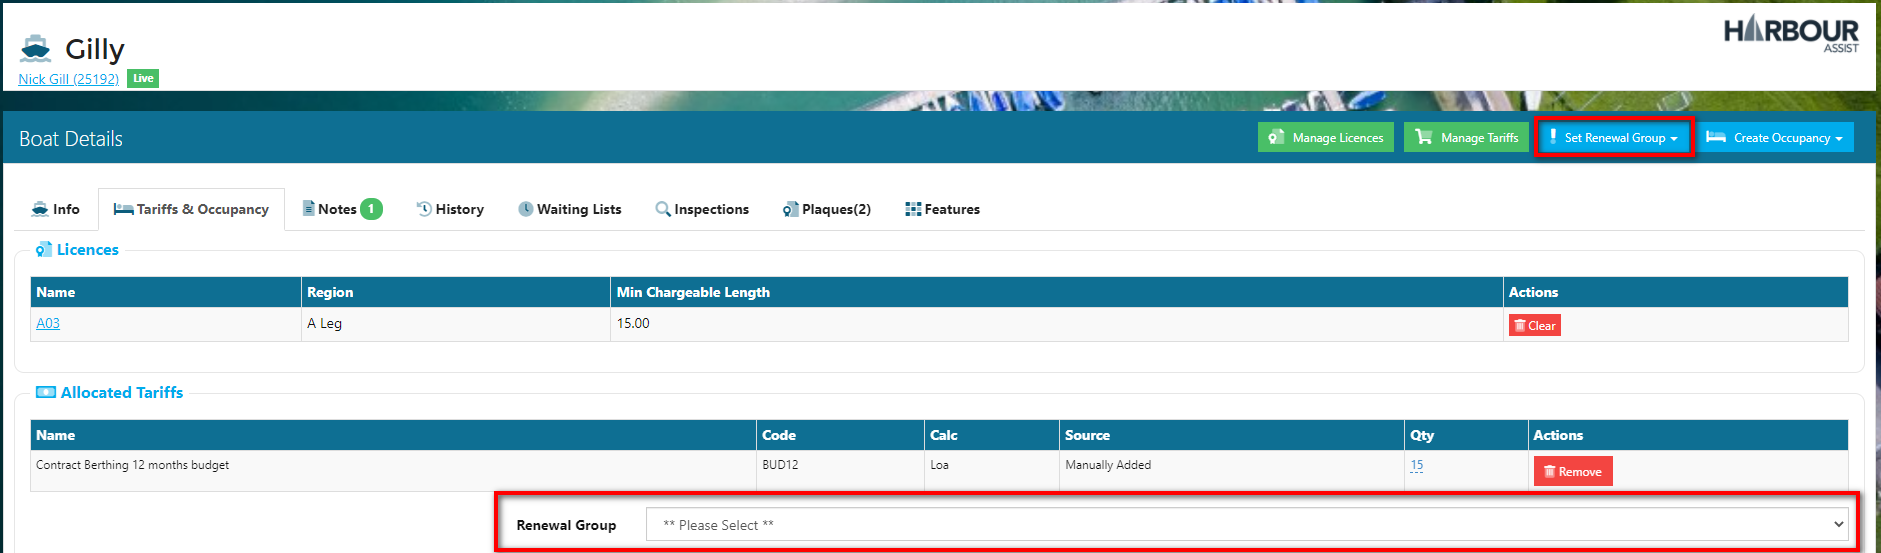 HARBOUR
ASSIST
Gilly
Nick Gill (25192) Live
Boat Details
Manage Licences Manage Tariffs Set Renewal Group Create Occupancy
Info Tariffs & Occupancy Notes 1 History Waiting Lists Inspections Plaques(2) Features
Licences
Name Region Min Chargeable Length Actions
A03 A Leg 15.00 Clear
Allocated Tariffs
Name Code Calc Source Qty Actions
Contract Berthing 12 months budget BUD12 Loa Manually Added 15 Remove
Renewal Group ** Please Select **